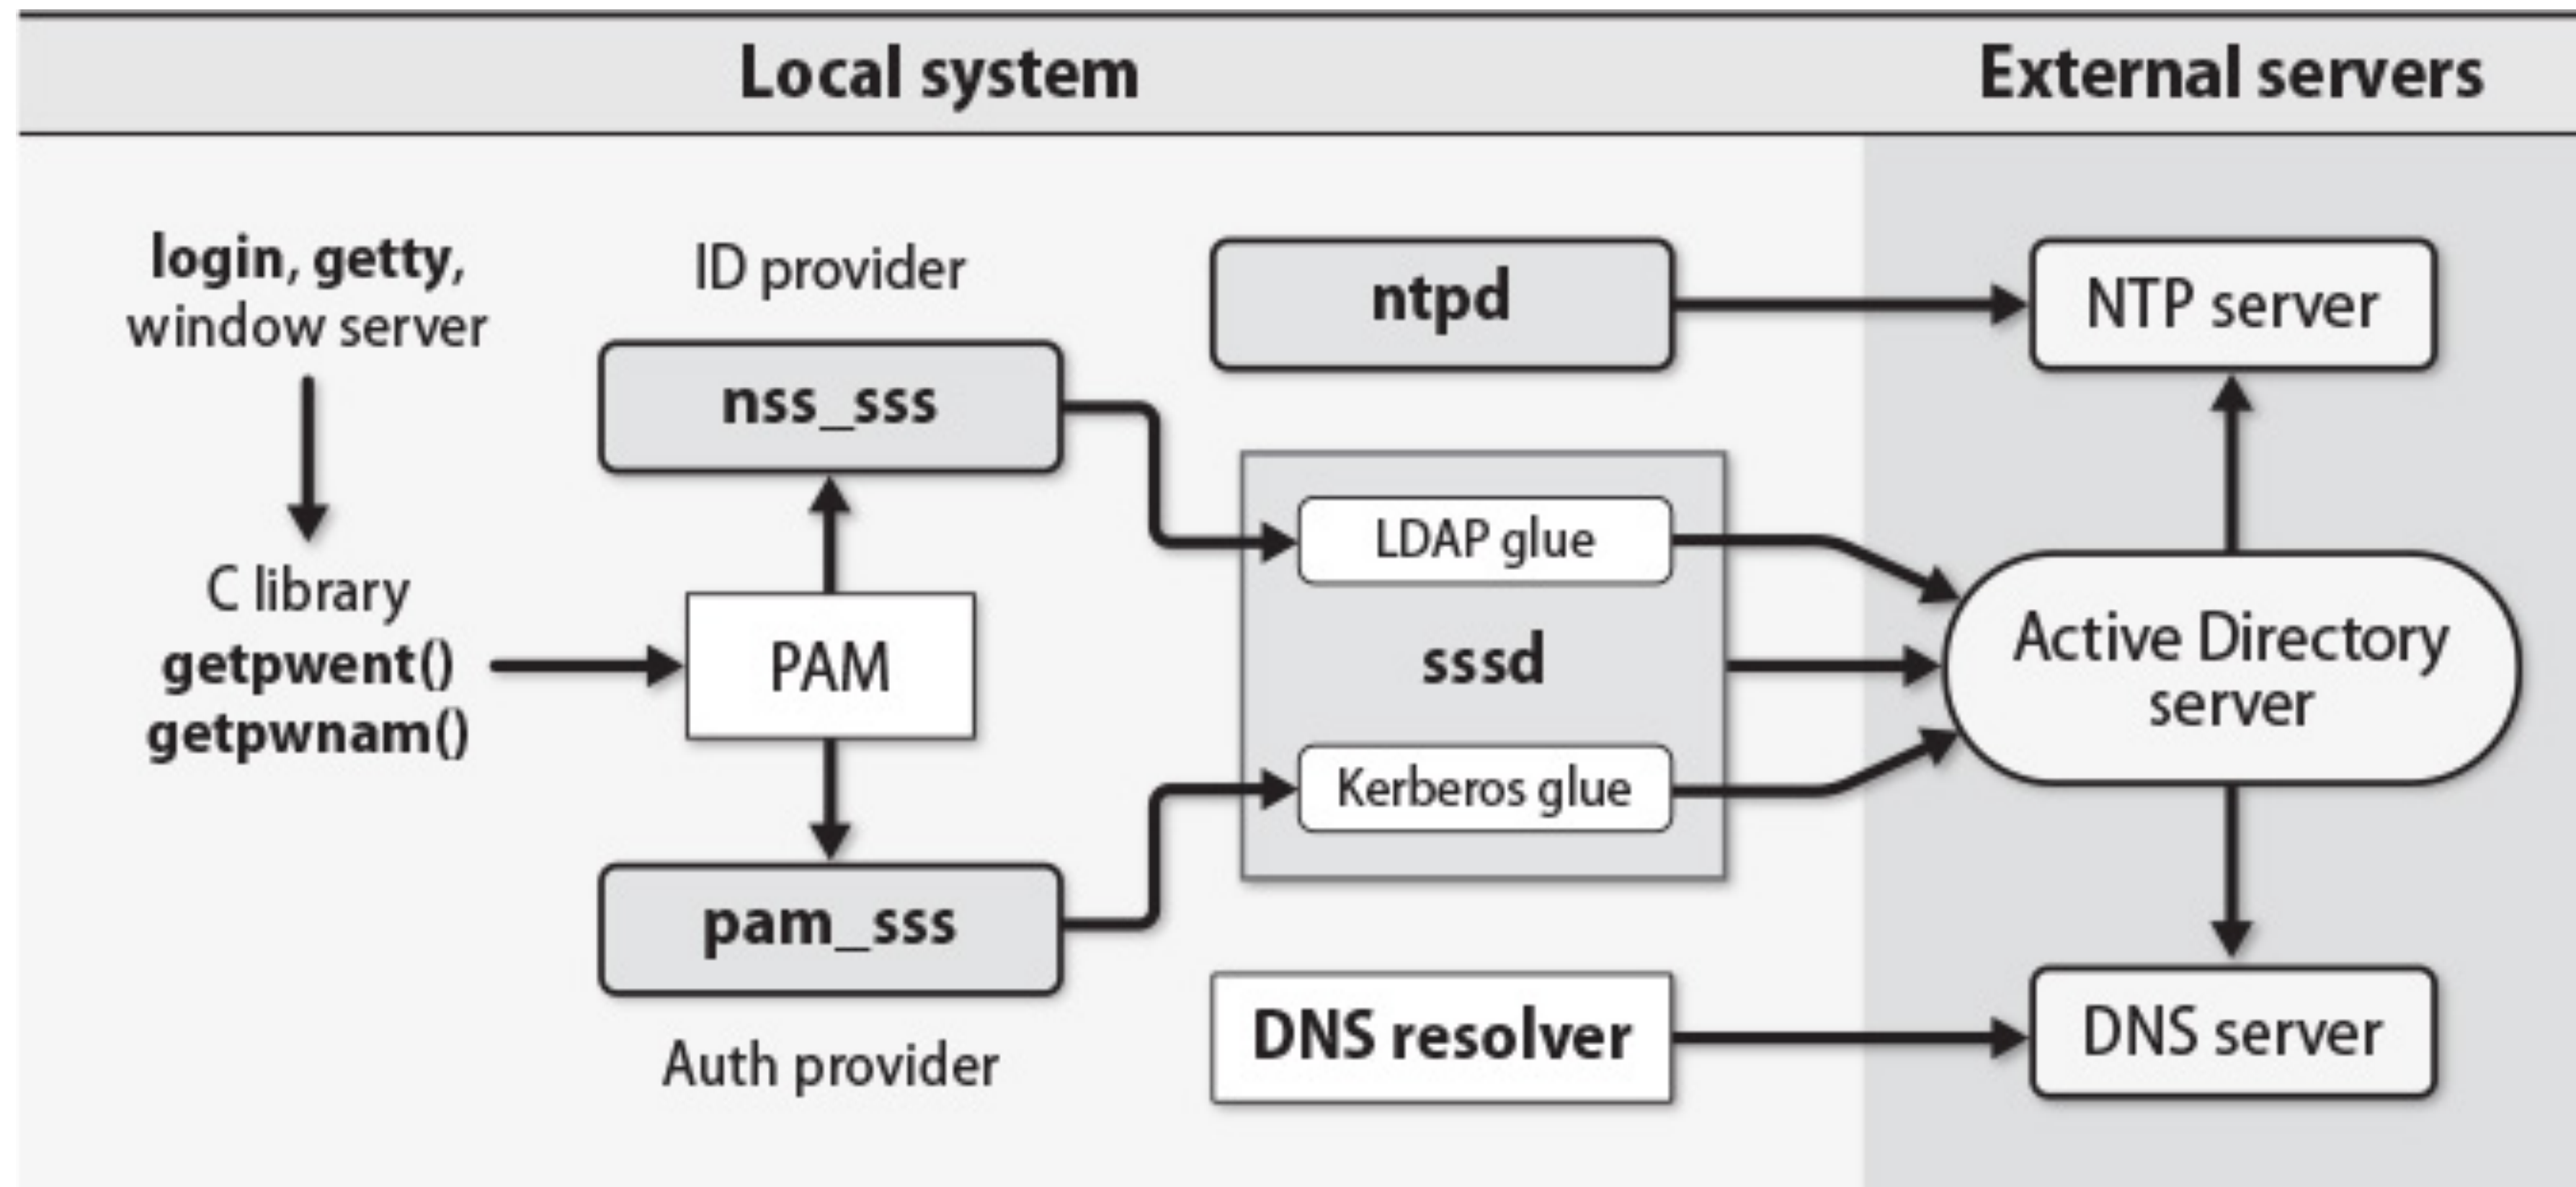 Local system
External servers
login, getty,
window server
C library
getpwent()
getpwnam()
ID provider
nss_sss
PAM
pam_sss
Auth provider
ntpd
LDAP glue
sssd
Kerberos glue
DNS resolver
NTP server
Active Directory
server
DNS server